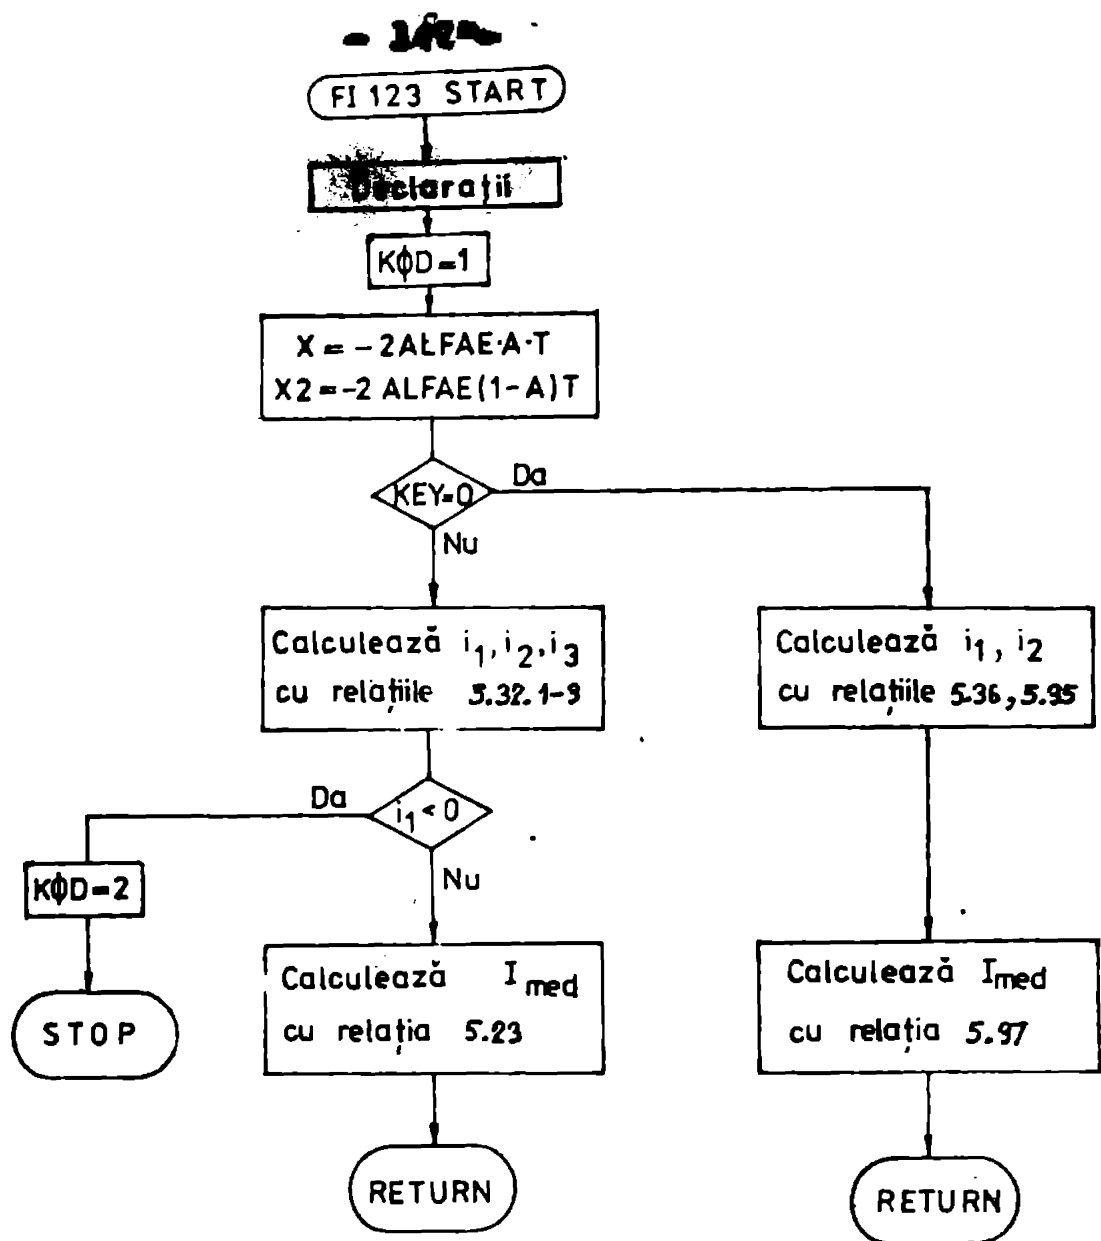 FI 123 START
Declarații
KϕD=1
X = -2ALFAE·A·T
X2 = -2 ALFAE(1-A)T
KEY=0
Da
Nu
Calculează i1, i2, i3
cu relațiile 5.32.1-3
Calculează i1, i2
cu relațiile 5.36, 5.95
Da
i1 < 0
Nu
KϕD=2
STOP
Calculează Imed
cu relația 5.23
Calculează Imed
cu relația 5.97
RETURN
RETURN